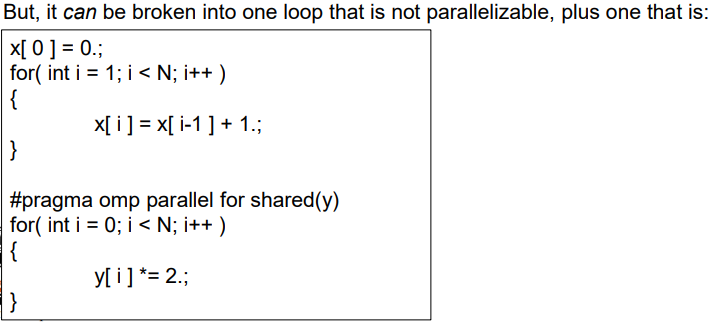 But, it can be broken into one loop that is not parallelizable, plus one that is:
x[ 0 ] = 0.;
for( int i = 1; i < N; i++ )
{
x[ i ] = x[ i-1 ] + 1.;
}
#pragma omp parallel for shared(y)
for( int i = 0; i < N; i++ )
{
y[ i ] *= 2.;
}